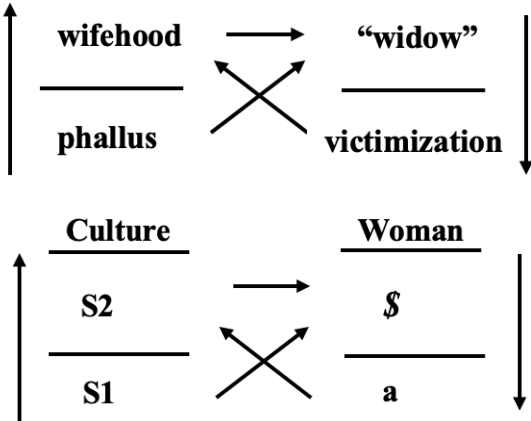 wifehood “widow”
phallus victimization
Culture Woman
S2 $
S1 a